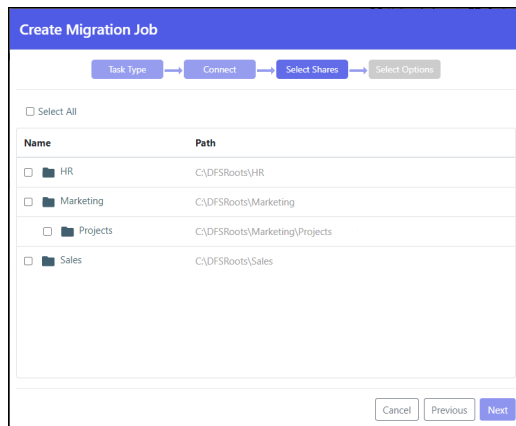 Create Migration Job
Task Type Connect Select Shares Select Options
Select All
Name Path
HR C:\DFSRoots\HR
Marketing C:\DFSRoots\Marketing
Projects C:\DFSRoots\Marketing\Projects
Sales C:\DFSRoots\Sales
Cancel Previous Next